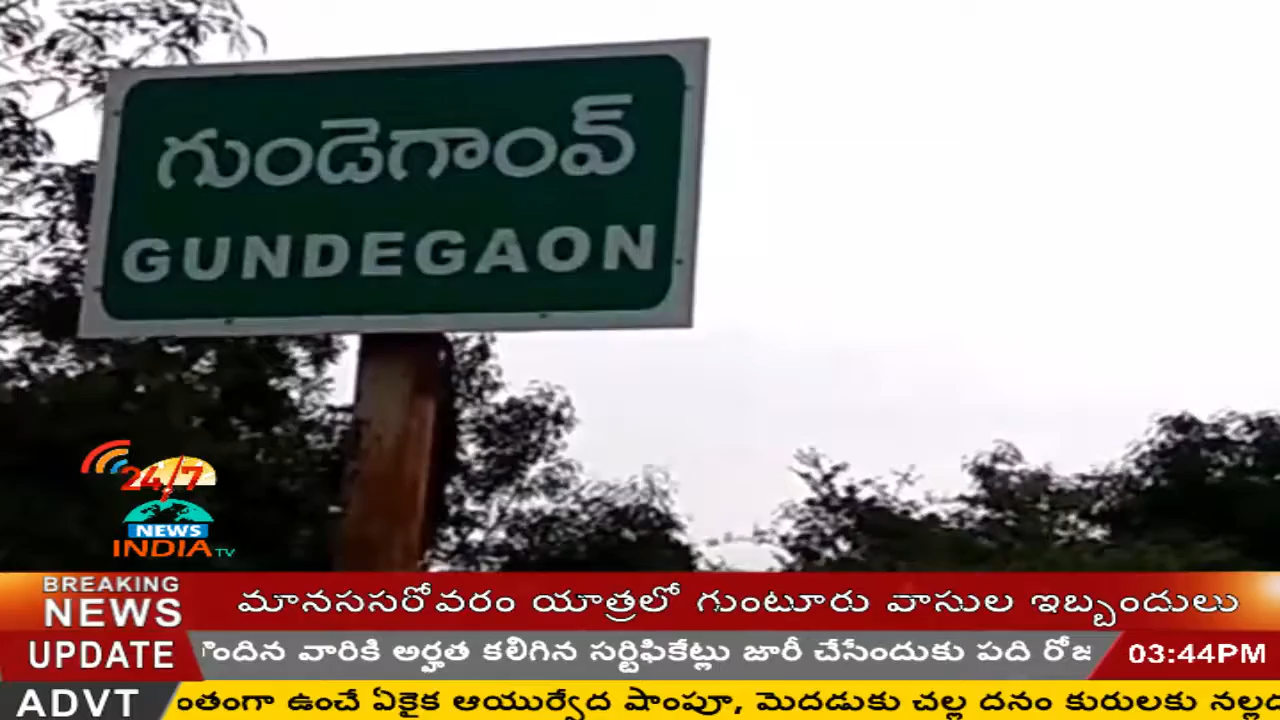 గుండెగాంవ్
GUNDEGAON
24/7
NEWS
INDIA TV
BREAKING
NEWS
మానససరోవరం యాత్రలో గుంటూరు వాసుల ఇబ్బందులు
UPDATE
వారికి అర్హత కలిగిన సర్టిఫికేట్లు జారీ చేసేందుకు పది
03:44PM
ADVT
ఉంచే ఏకైక ఆయుర్వేద షాంపూ, మెదడుకు చల్ల దనం కురులకు